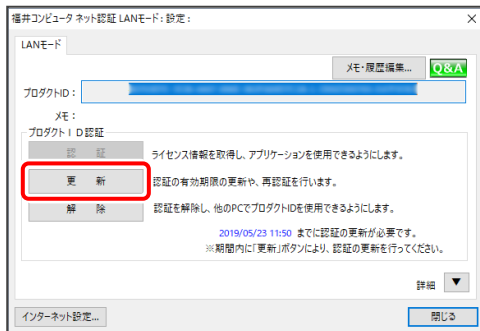 福井コンピュータ ネット認証 LANモード：設定：
LANモード
メモ・履歴編集... Q&A
プロダクトID：
メモ：
プロダクトＩＤ認証
認　証 ライセンス情報を取得し、アプリケーションを使用できるようにします。
更　新 認証の有効期限の更新や、再認証を行います。
解　除 認証を解除し、他のPCでプロダクトIDを使用できるようにします。
2019/05/23 11:50 までに認証の更新が必要です。
※期間内に「更新」ボタンにより、認証の更新を行ってください。
詳細 ▼
インターネット設定... 閉じる